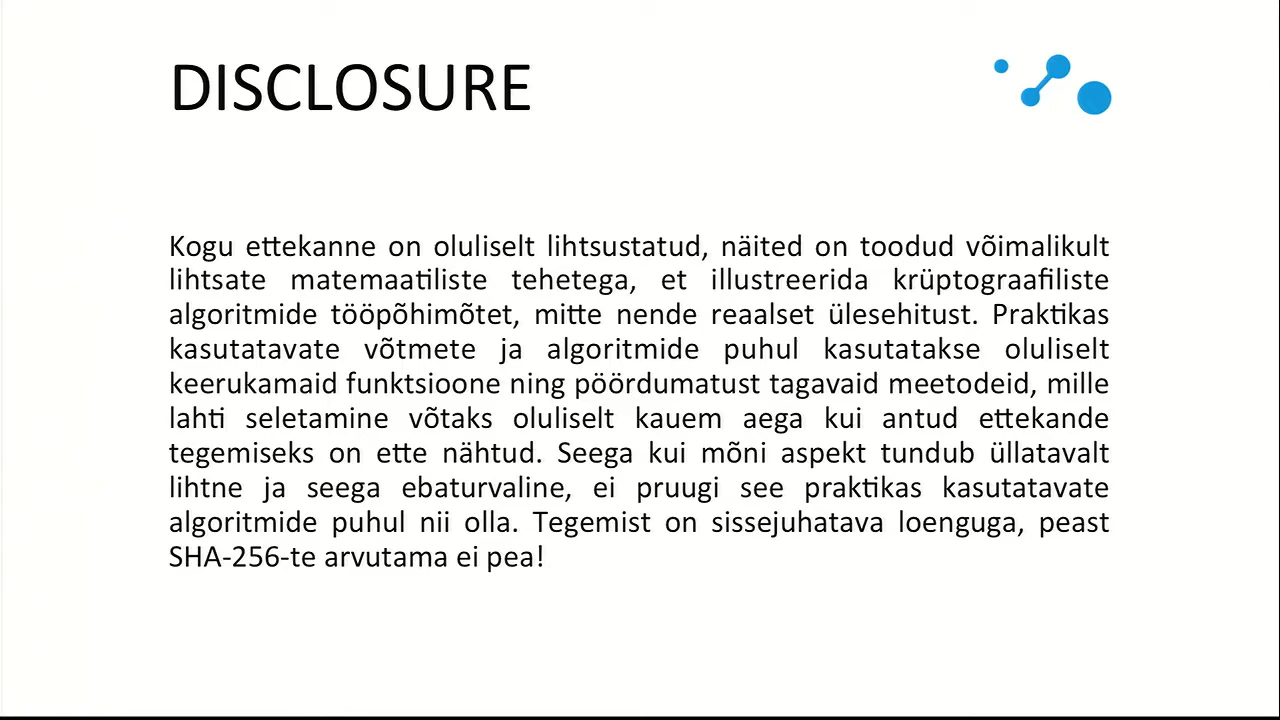 DISCLOSURE
Kogu ettekanne on oluliselt lihtsustatud, näited on toodud võimalikult
lihtsate matemaatiliste tehetega, et illustreerida krüptograafiliste
algoritmide tööpõhimõtet, mitte nende reaalset ülesehitust. Praktikas
kasutatavate võtmete ja algoritmide puhul kasutatakse oluliselt
keerukamaid funktsioone ning pöördumatust tagavaid meetodeid, mille
lahti seletamine võtaks oluliselt kauem aega kui antud ettekande
tegemiseks on ette nähtud. Seega kui mõni aspekt tundub üllatavalt
lihtne ja seega ebaturvaline, ei pruugi see praktikas kasutatavate
algoritmide puhul nii olla. Tegemist on sissejuhatava loenguga, peast
SHA-256-te arvutama ei pea!